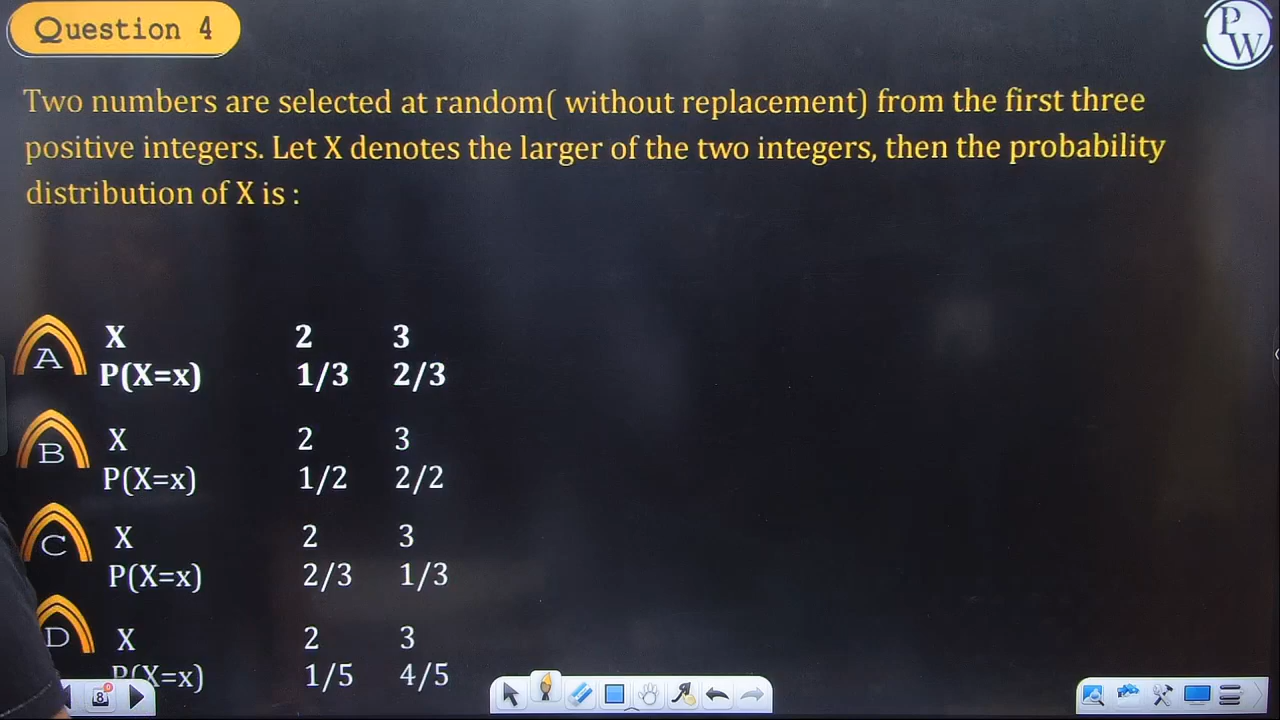 Question 4
PW
Two numbers are selected at random( without replacement) from the first three
positive integers. Let X denotes the larger of the two integers, then the probability
distribution of X is :
A X 2 3
P(X=x) 1/3 2/3
B X 2 3
P(X=x) 1/2 2/2
C X 2 3
P(X=x) 2/3 1/3
D X 2 3
P(X=x) 1/5 4/5
8